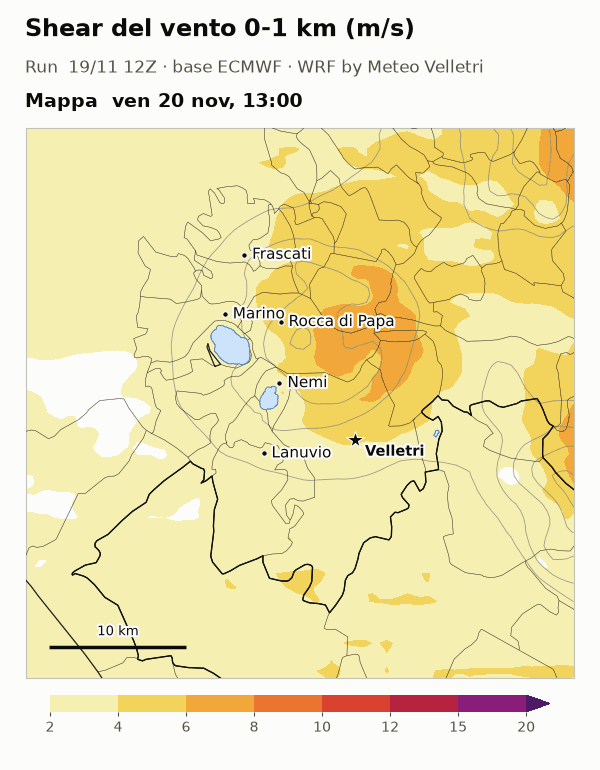 Shear del vento 0-1 km (m/s)
Run  19/11 12Z · base ECMWF · WRF by Meteo Velletri
Mappa  ven 20 nov, 13:00
Frascati
Marino
Rocca di Papa
Nemi
Velletri
Lanuvio
10 km
2 4 6 8 10 12 15 20